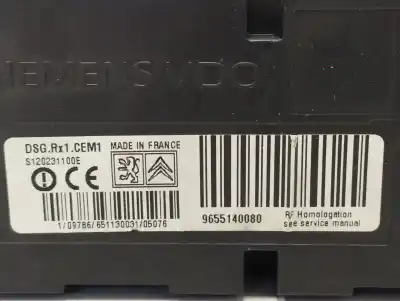 SIEMENS VDO
DSG.Rx1.CEM1 MADE IN FRANCE
S120231100E
CE
1/09786/651130031/05076
9655140080
RF Homologation
see service manual